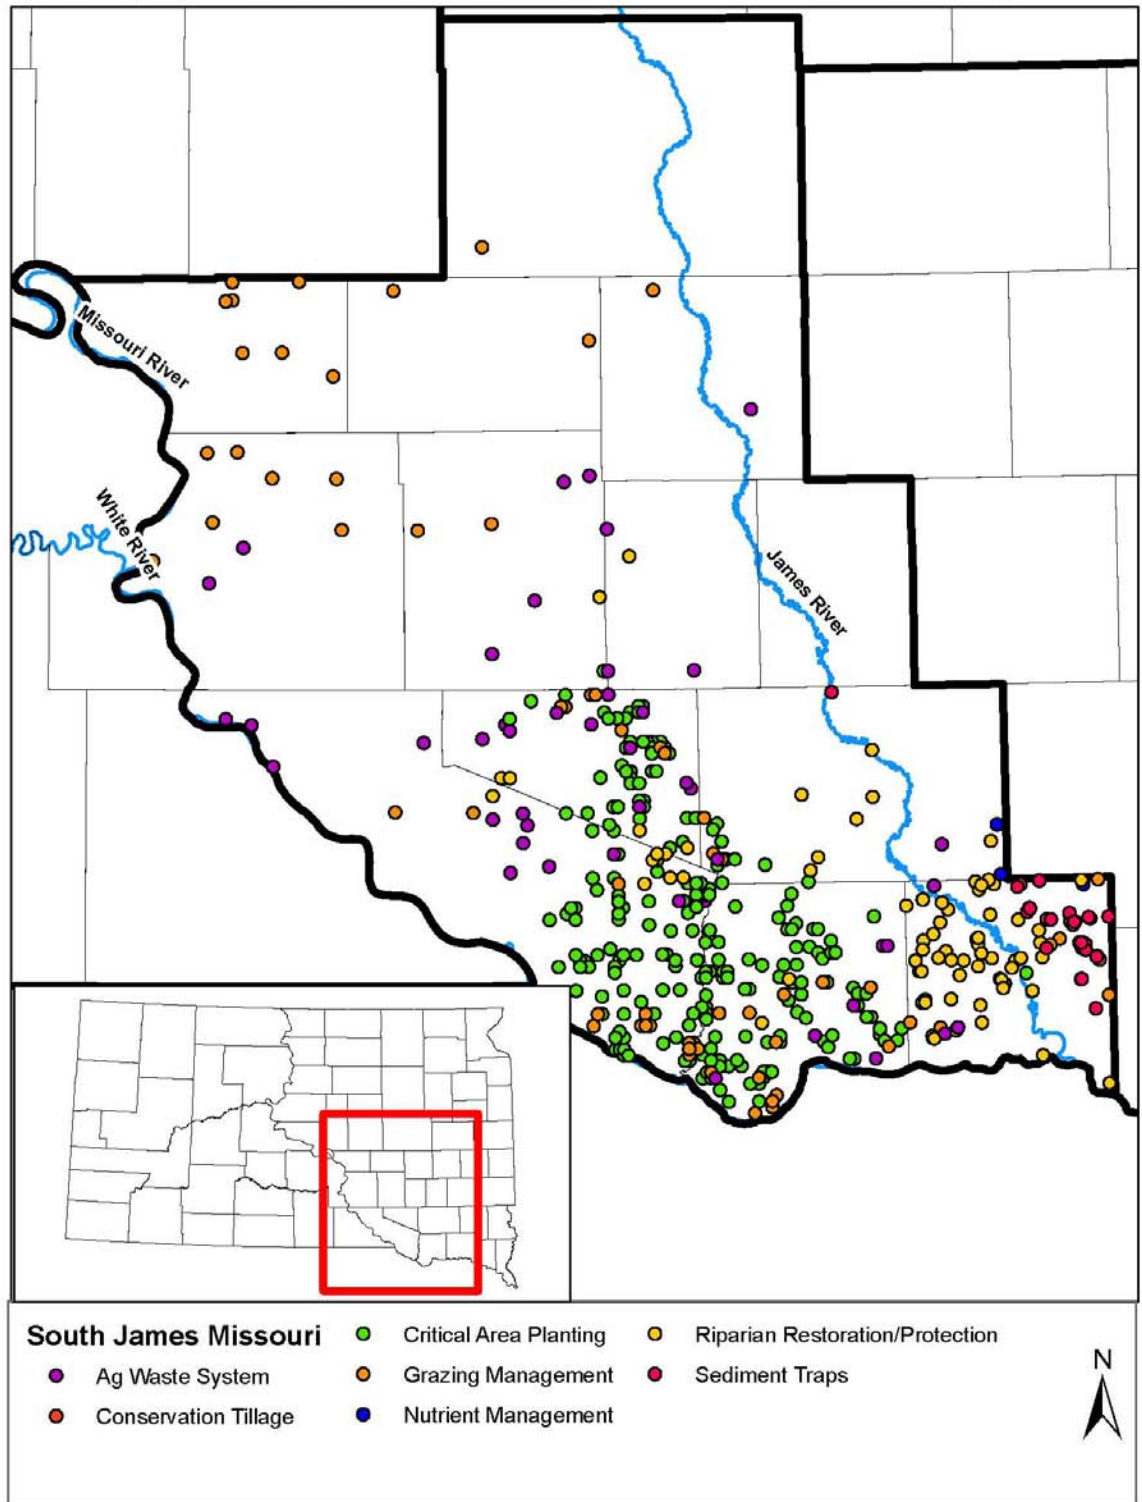 Missouri River
White River
James River
South James Missouri
Critical Area Planting
Riparian Restoration/Protection
Ag Waste System
Grazing Management
Sediment Traps
Conservation Tillage
Nutrient Management
N